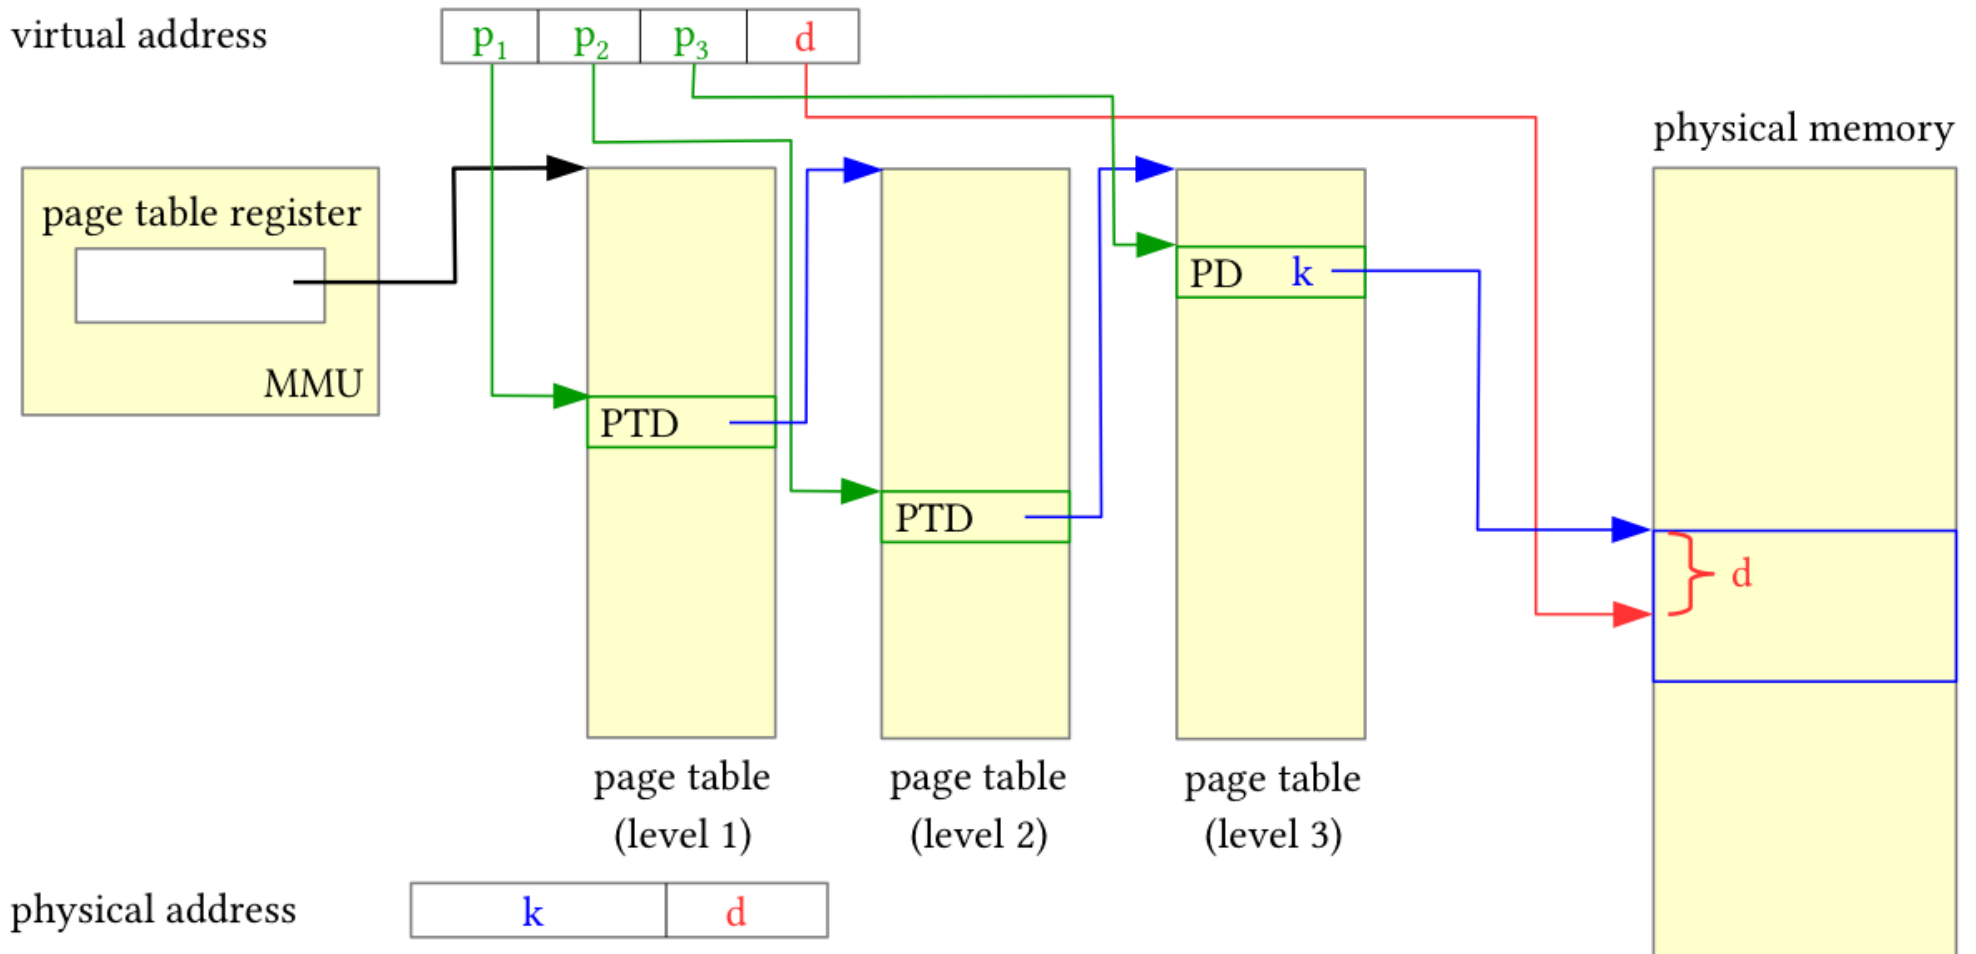 virtual address
p1 p2 p3 d
physical memory
page table register
MMU
PD k
PTD
PTD
d
page table
(level 1)
page table
(level 2)
page table
(level 3)
physical address
k d